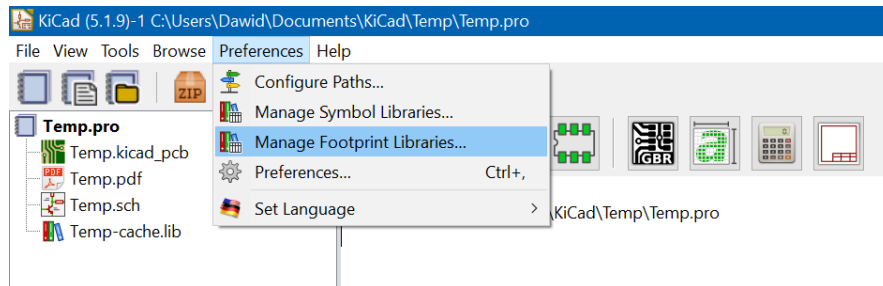 KiCad (5.1.9)-1 C:\Users\Dawid\Documents\KiCad\Temp\Temp.pro
File View Tools Browse Preferences Help
ZIP
Configure Paths...
Manage Symbol Libraries...
Manage Footprint Libraries...
Preferences... Ctrl+,
Set Language
GBR
a
Temp.pro
Temp.kicad_pcb
PDF Temp.pdf
Temp.sch
Temp-cache.lib
\KiCad\Temp\Temp.pro